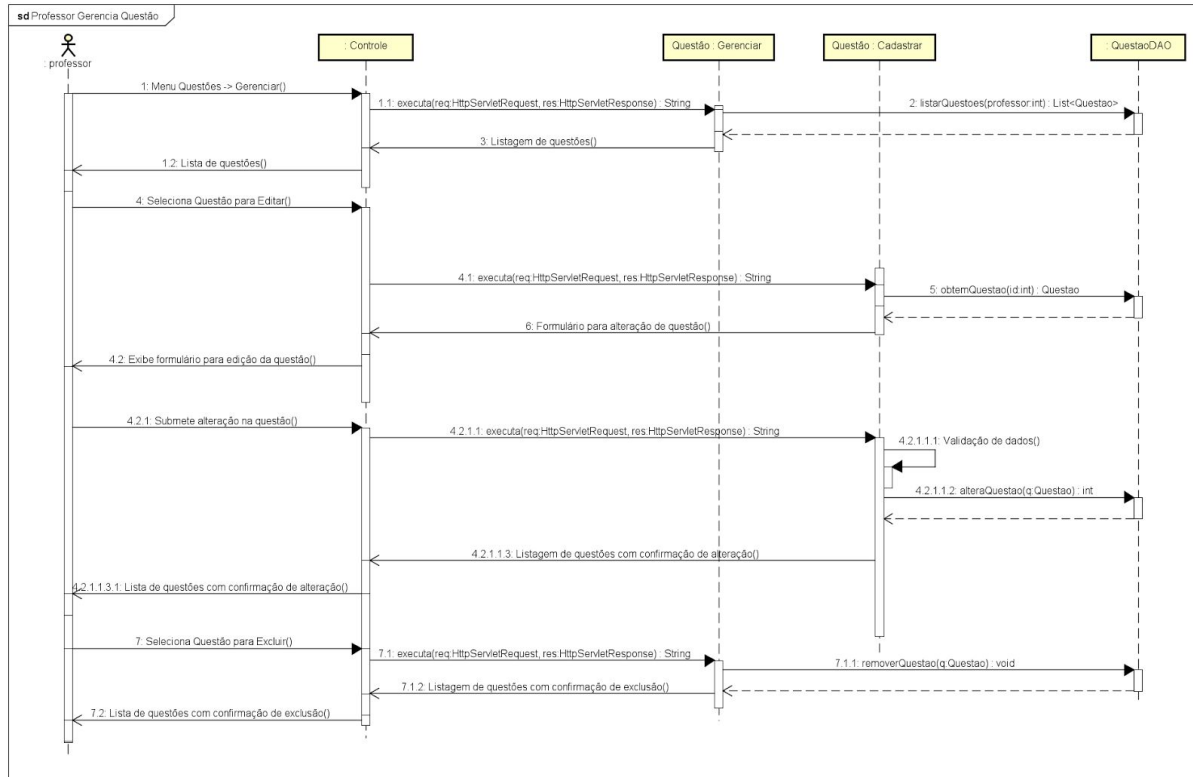 sd Professor Gerencia Questão
: professor
: Controle
Questão : Gerenciar
Questão : Cadastrar
: QuestaoDAO
1: Menu Questões -> Gerenciar()
1.1: executa(req:HttpServletRequest, res:HttpServletResponse) : String
2: listarQuestoes(professor:int) : List<Questao>
3: Listagem de questões()
1.2: Lista de questões()
4: Seleciona Questão para Editar()
4.1: executa(req:HttpServletRequest, res:HttpServletResponse) : String
5: obtemQuestao(id:int) : Questao
6: Formulário para alteração de questão()
4.2: Exibe formulário para edição da questão()
4.2.1: Submete alteração na questão()
4.2.1.1: executa(req:HttpServletRequest, res:HttpServletResponse) : String
4.2.1.1.1: Validação de dados()
4.2.1.1.2: alteraQuestao(q:Questao) : int
4.2.1.1.3: Listagem de questões com confirmação de alteração()
4.2.1.1.3.1: Lista de questões com confirmação de alteração()
7: Seleciona Questão para Excluir()
7.1: executa(req:HttpServletRequest, res:HttpServletResponse) : String
7.1.1: removerQuestao(q:Questao) : void
7.1.2: Listagem de questões com confirmação de exclusão()
7.2: Lista de questões com confirmação de exclusão()